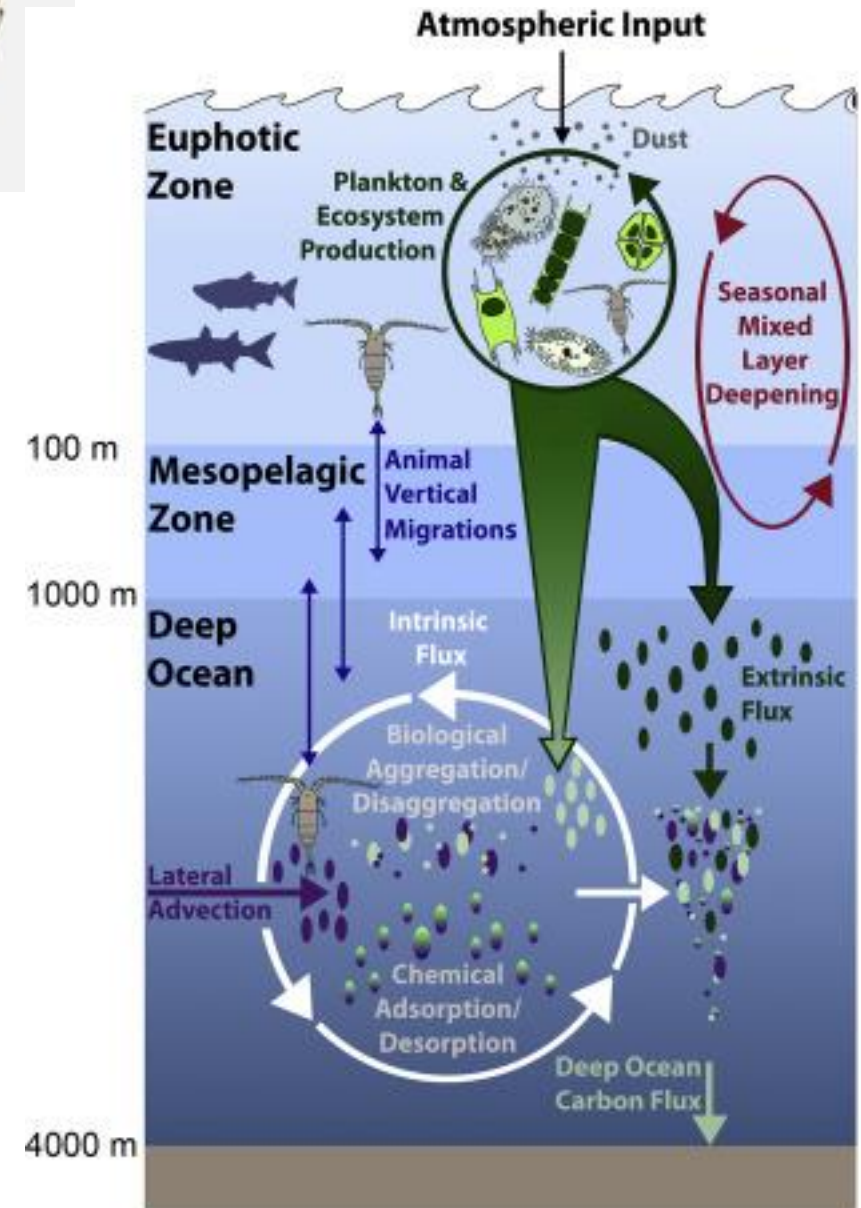 Atmospheric Input
Euphotic
Zone
Dust
Plankton &
Ecosystem
Production
Seasonal
Mixed
Layer
Deepening
100 m
Mesopelagic
Zone
Animal
Vertical
Migrations
1000 m
Deep
Ocean
Intrinsic
Flux
Extrinsic
Flux
Biological
Aggregation/
Disaggregation
Lateral
Advection
Chemical
Adsorption/
Desorption
Deep Ocean
Carbon Flux
4000 m